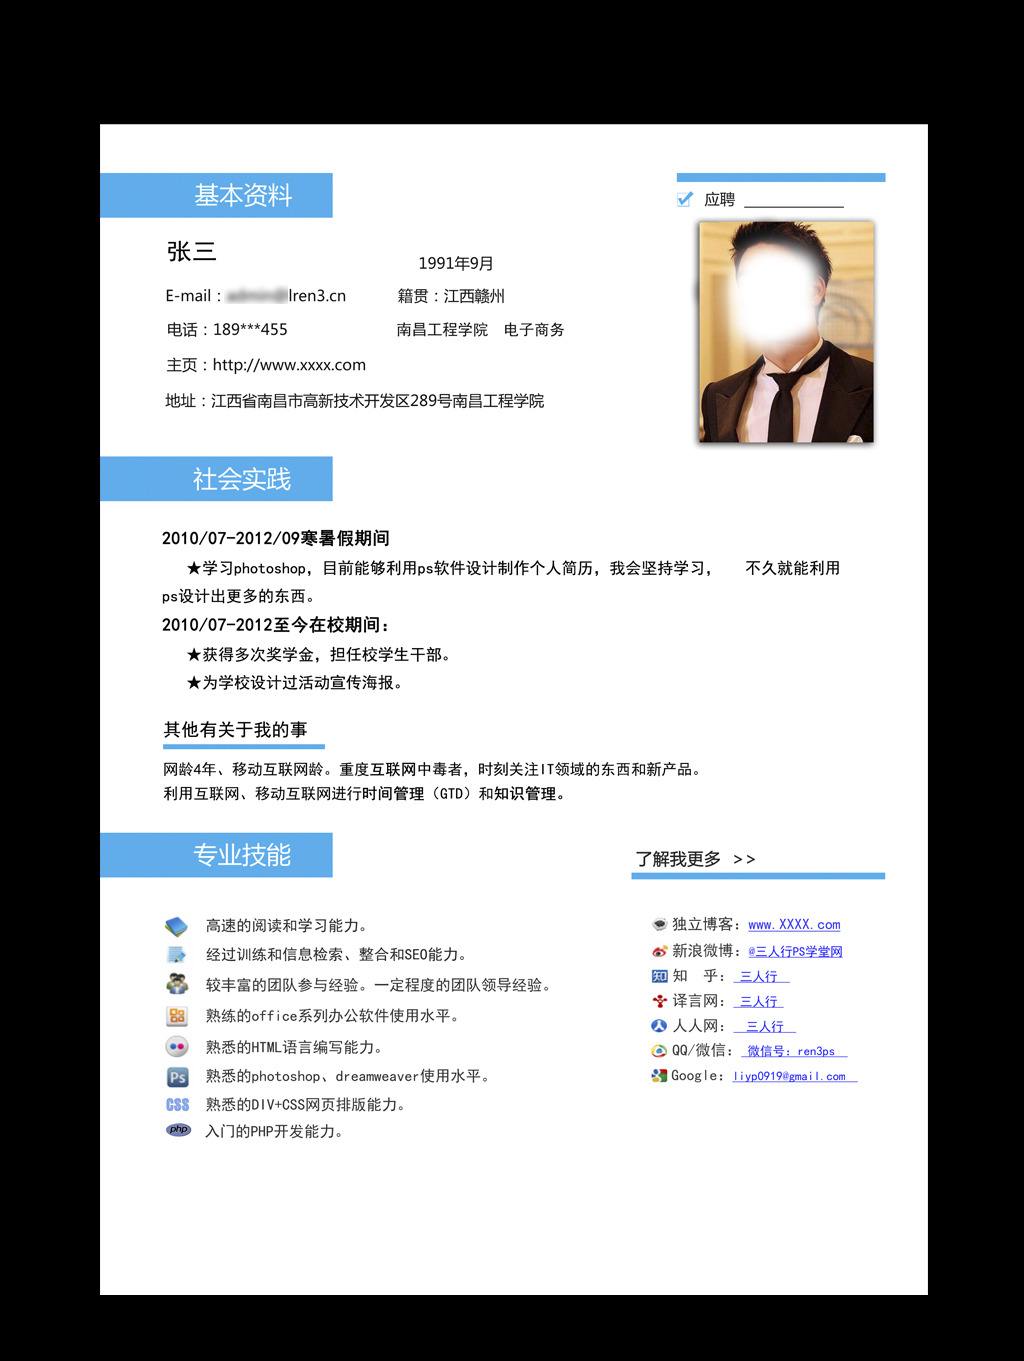 基本资料
应聘
张三
1991年9月
E-mail：lren3.cn
籍贯：江西赣州
电话：189***455
南昌工程学院 电子商务
主页：http://www.xxxx.com
地址：江西省南昌市高新技术开发区289号南昌工程学院
社会实践
2010/07-2012/09寒暑假期间
★学习photoshop，目前能够利用ps软件设计制作个人简历，我会坚持学习， 不久就能利用
ps设计出更多的东西。
2010/07-2012至今在校期间：
★获得多次奖学金，担任校学生干部。
★为学校设计过活动宣传海报。
其他有关于我的事
网龄4年、移动互联网龄。重度互联网中毒者，时刻关注IT领域的东西和新产品。
利用互联网、移动互联网进行时间管理（GTD）和知识管理。
专业技能
高速的阅读和学习能力。
经过训练和信息检索、整合和SEO能力。
较丰富的团队参与经验。一定程度的团队领导经验。
熟练的office系列办公软件使用水平。
熟悉的HTML语言编写能力。
Ps 熟悉的photoshop、dreamweaver使用水平。
CSS 熟悉的DIV+CSS网页排版能力。
php 入门的PHP开发能力。
了解我更多 >>
独立博客：www.XXXX.com
新浪微博：@三人行PS学堂网
知 知 乎：三人行
译言网：三人行
人人网：三人行
QQ/微信：微信号：ren3ps
Google：liyp0919@gmail.com